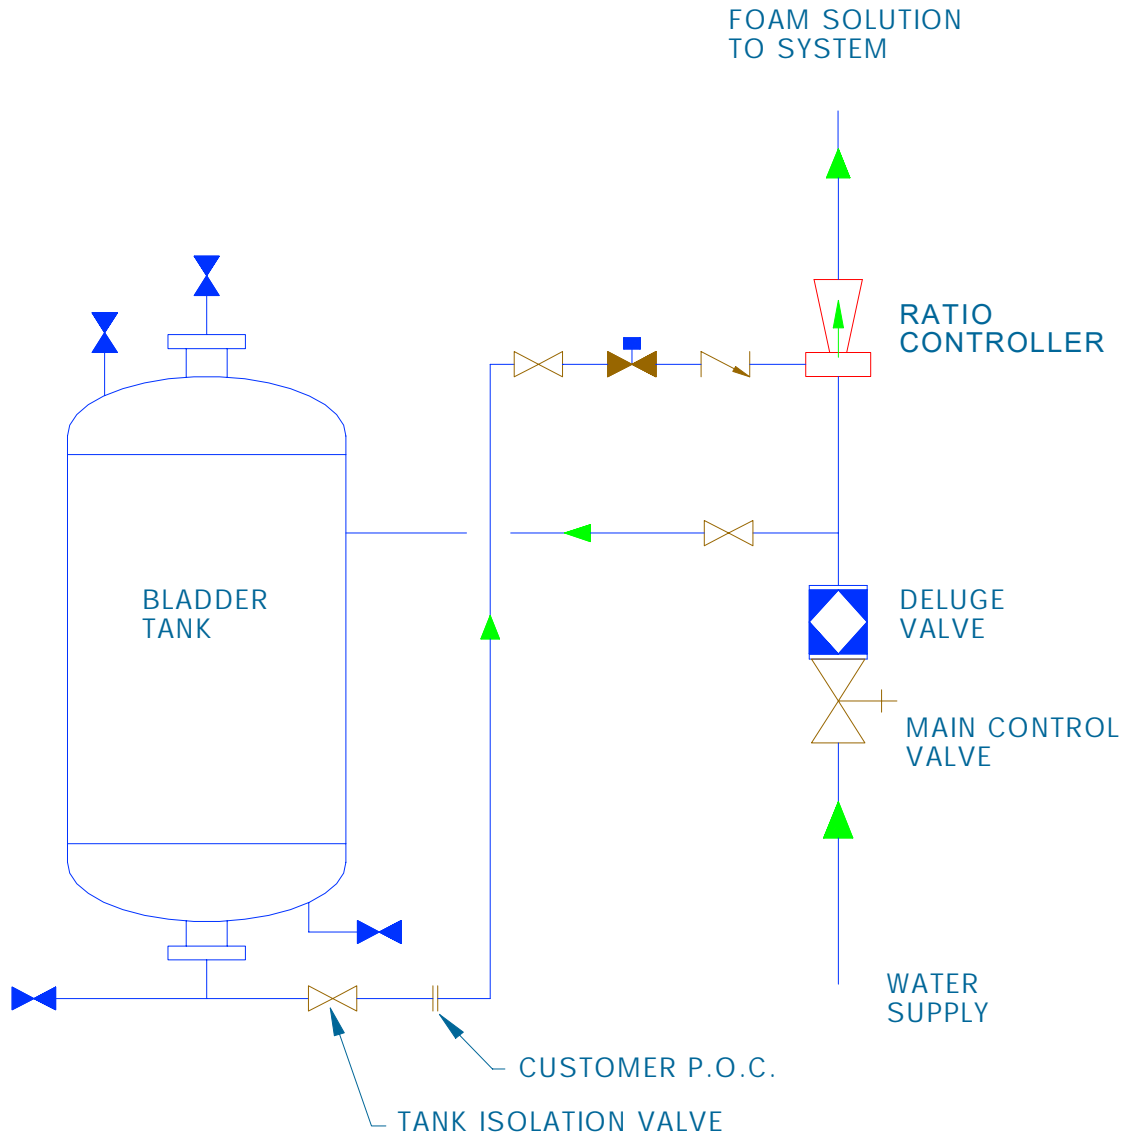 FOAM SOLUTION
TO SYSTEM
RATIO
CONTROLLER
BLADDER
TANK
DELUGE
VALVE
MAIN CONTROL
VALVE
WATER
SUPPLY
CUSTOMER P.O.C.
TANK ISOLATION VALVE